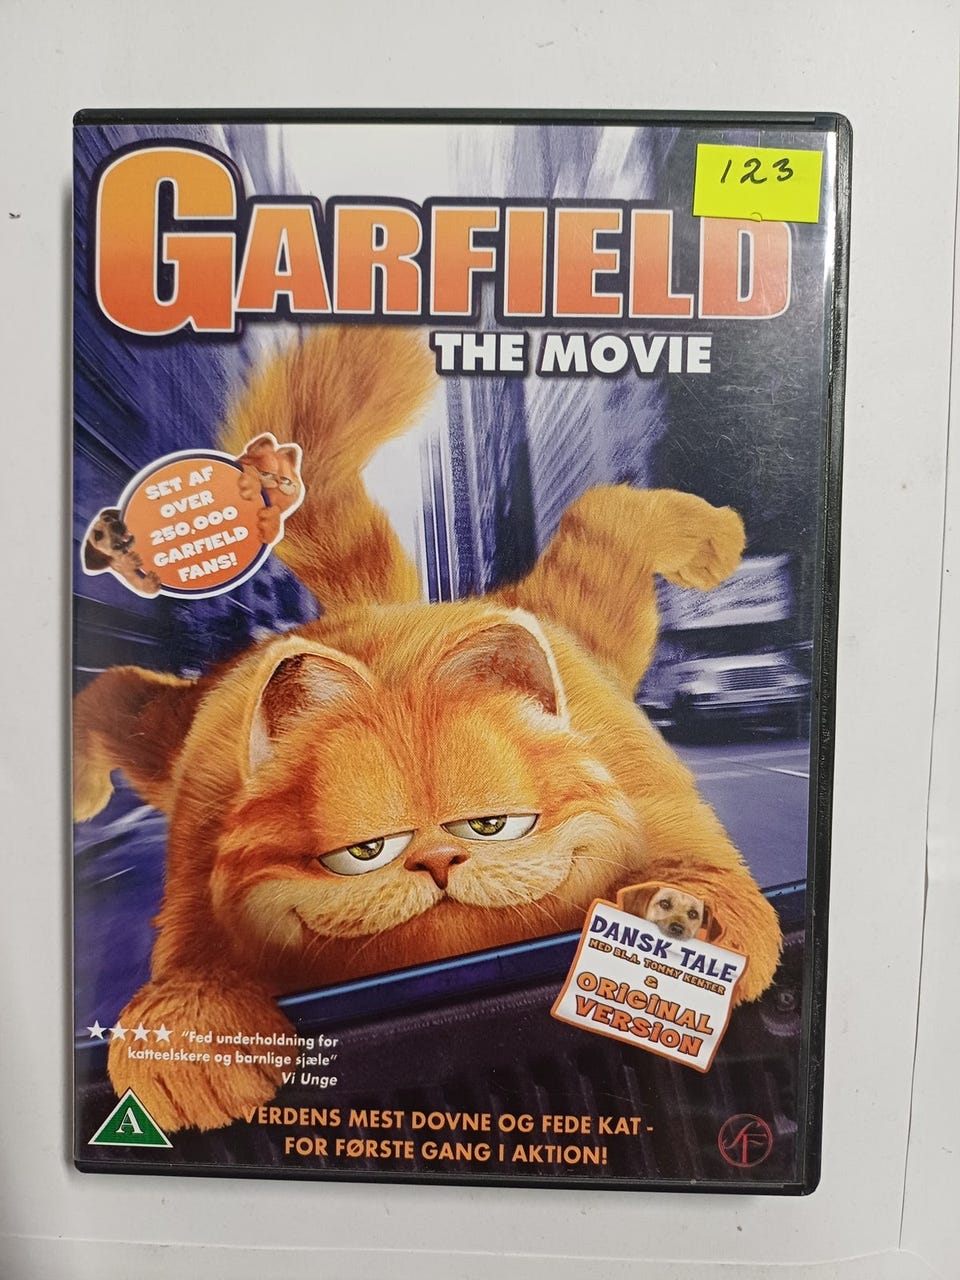 123
GARFIELD
THE MOVIE
SET AF
OVER
250.000
GARFIELD
FANS!
DANSK TALE
MED BL.A. TOMMY KENTER
&
ORIGINAL
VERSION
"Fed underholdning for
katteelskere og barnlige sjæle"
Vi Unge
VERDENS MEST DOVNE OG FEDE KAT -
FOR FØRSTE GANG I AKTION!
A
SF